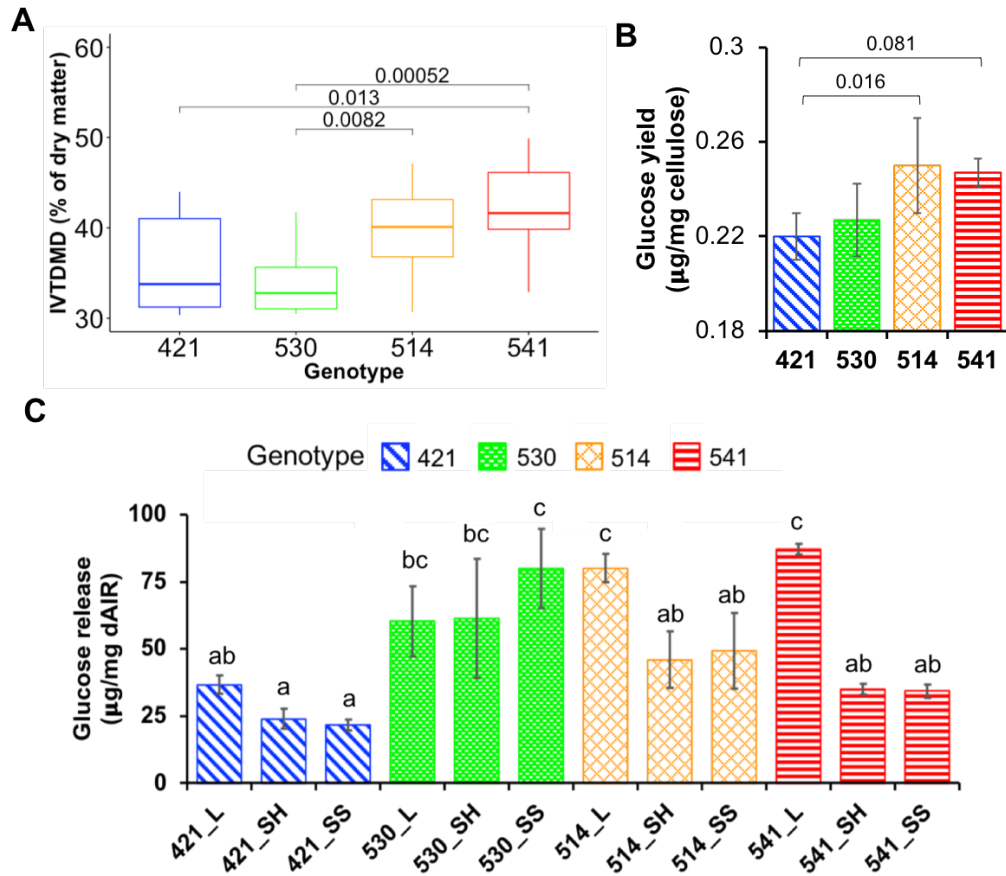 A
60
50
40
30
IVTDMD (% of dry matter)
0.00052
0.013
0.0082
421 530 514 541
Genotype
B
0.3
0.26
0.22
0.18
Glucose yield
(µg/mg cellulose)
0.081
0.016
421 530 514 541
C
Genotype 421 530 514 541
100
75
50
25
0
Glucose release
(µg/mg dAIR)
ab a a bc bc c c ab ab c ab ab
421_L 421_SH 421_SS 530_L 530_SH 530_SS 514_L 514_SH 514_SS 541_L 541_SH 541_SS